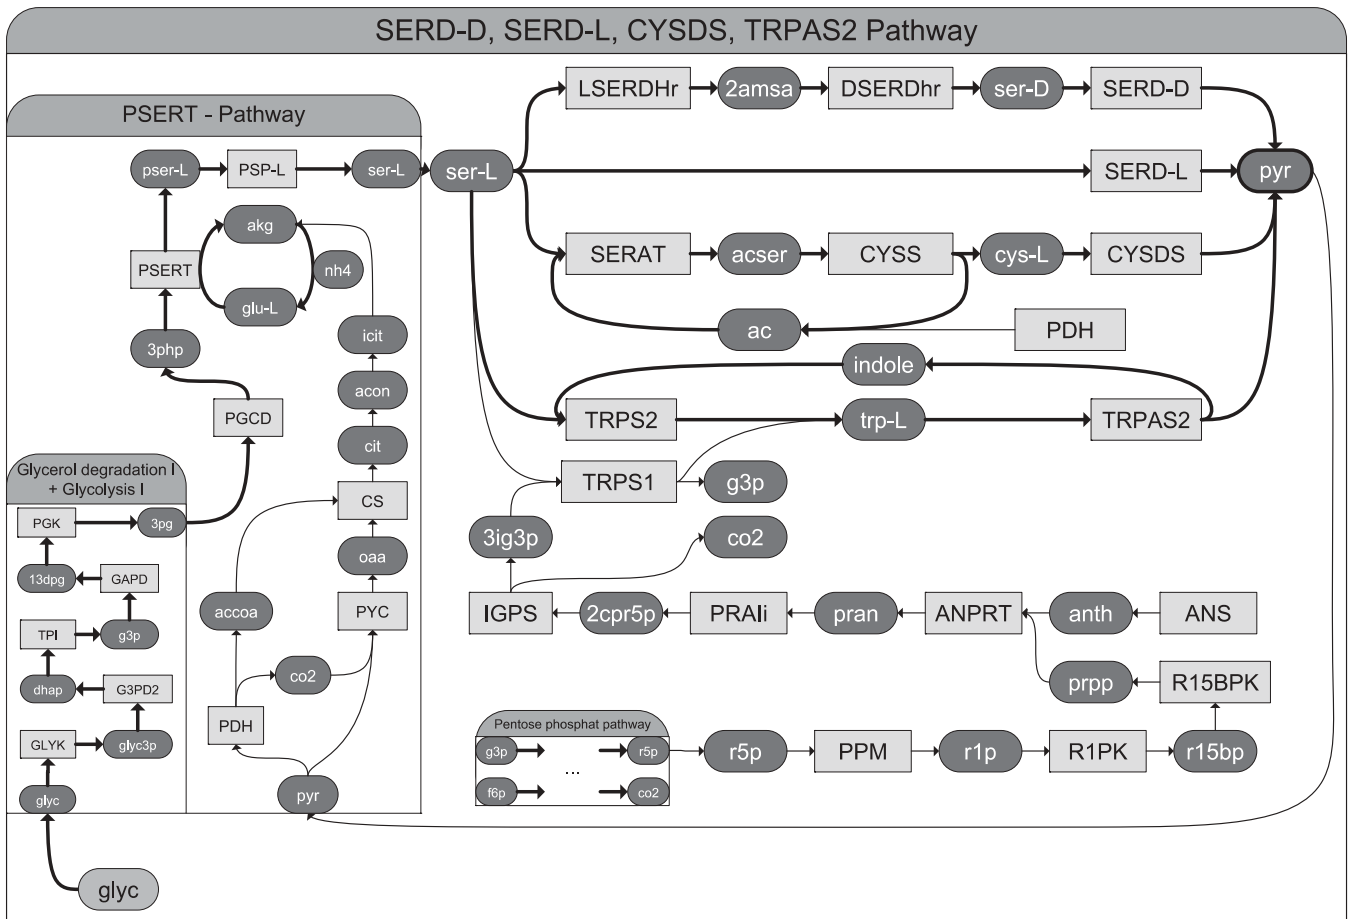 SERD-D, SERD-L, CYSDS, TRPAS2 Pathway
LSERDHr
2amsa
DSERDhr
ser-D
SERD-D
PSERT - Pathway
pser-L
PSP-L
ser-L
ser-L
SERD-L
pyr
akg
nh4
PSERT
glu-L
SERAT
acser
CYSS
cys-L
CYSDS
3php
icit
ac
PDH
indole
acon
PGCD
cit
TRPS2
trp-L
TRPAS2
Glycerol degradation I
+ Glycolysis I
CS
TRPS1
g3p
PGK
3pg
3ig3p
co2
oaa
13dpg
GAPD
accoa
PYC
IGPS
2cpr5p
PRAIi
pran
ANPRT
anth
ANS
TPI
g3p
dhap
G3PD2
co2
prpp
R15BPK
PDH
GLYK
glyc3p
Pentose phosphat pathway
g3p
r5p
...
f6p
co2
r5p
PPM
r1p
R1PK
r15bp
glyc
pyr
glyc